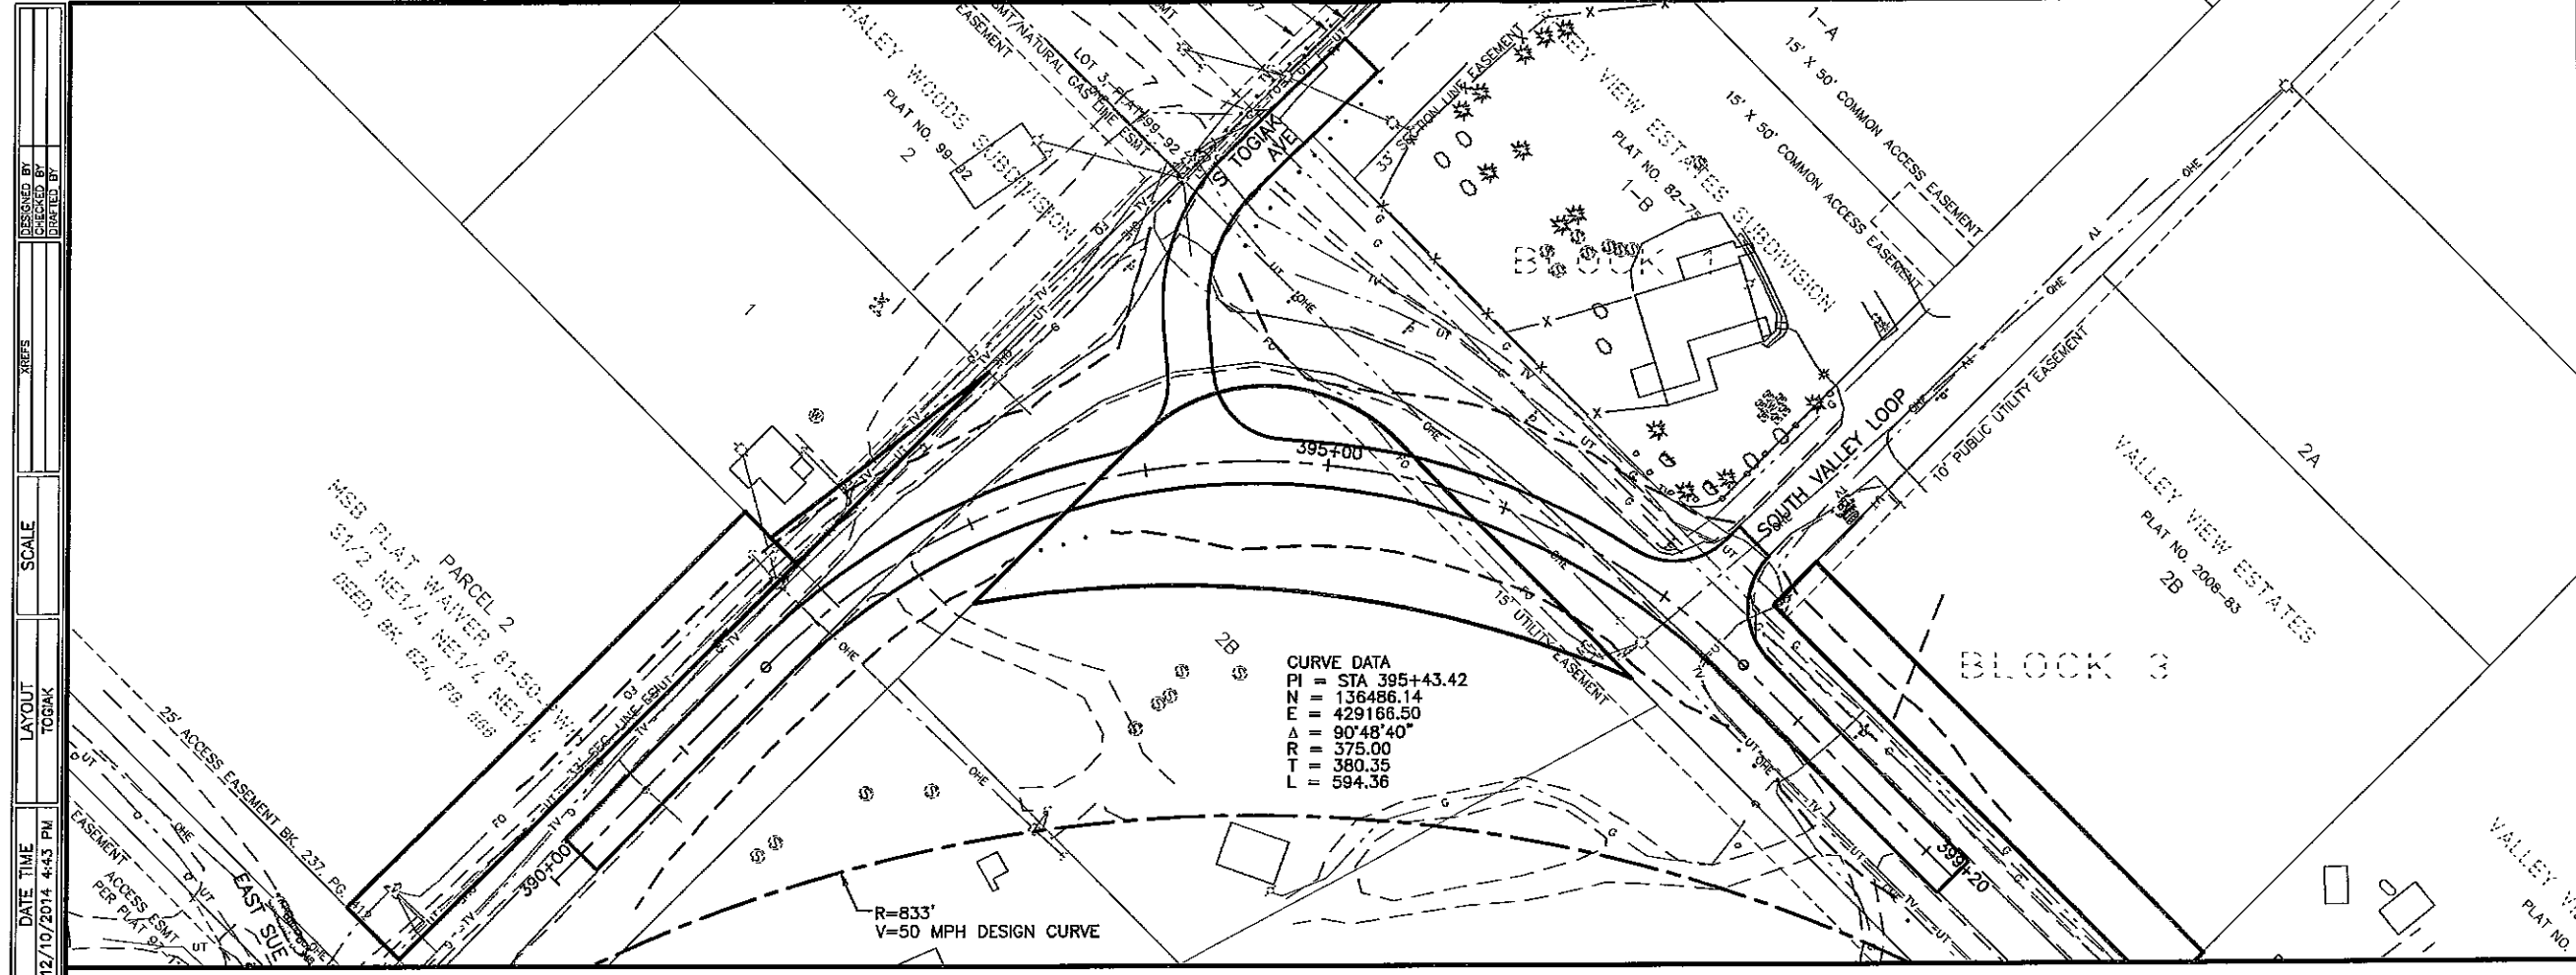 DESIGNED BY
CHECKED BY
DRAFTED BY
XREFS
SCALE
LAYOUT
TOGIAK
DATE TIME
12/10/2014 4:43 PM
HALEY WOODS SUBDIVISION
PLAT NO. 99-92
2
1
EASEMENT
LOT 3, PLAT 99-92
NATURAL GAS LINE ESMT
7
S TOGIAK
AVE
33' SECTION LINE EASEMENT
VIEW ESTATES SUBDIVISION
PLAT NO. 82-75
1-B
BLOCK 1
1-A
15' X 50' COMMON ACCESS EASEMENT
15' X 50' COMMON ACCESS EASEMENT
SOUTH VALLEY LOOP
10' PUBLIC UTILITY EASEMENT
VALLEY VIEW ESTATES
PLAT NO. 2008-83
2A
2B
BLOCK 3
VALLEY
PLAT NO.
395+00
15' UTILITY EASEMENT
2B
CURVE DATA
PI = STA 395+43.42
N = 136486.14
E = 429166.50
Δ = 90°48'40"
R = 375.00
T = 380.35
L = 594.36
399+20
R=833'
V=50 MPH DESIGN CURVE
390+00
PARCEL 2
MSB PLAT WAIVER 81-50-PWM
S1/2 NE1/4 NE1/4 NE1/4
DEED, BK. 624, PG.
33' SEC. LINE ESMT
25' ACCESS EASEMENT BK. 237, PG. 419
EASEMENT
ACCESS ESMT
PER PLAT
EAST SUE